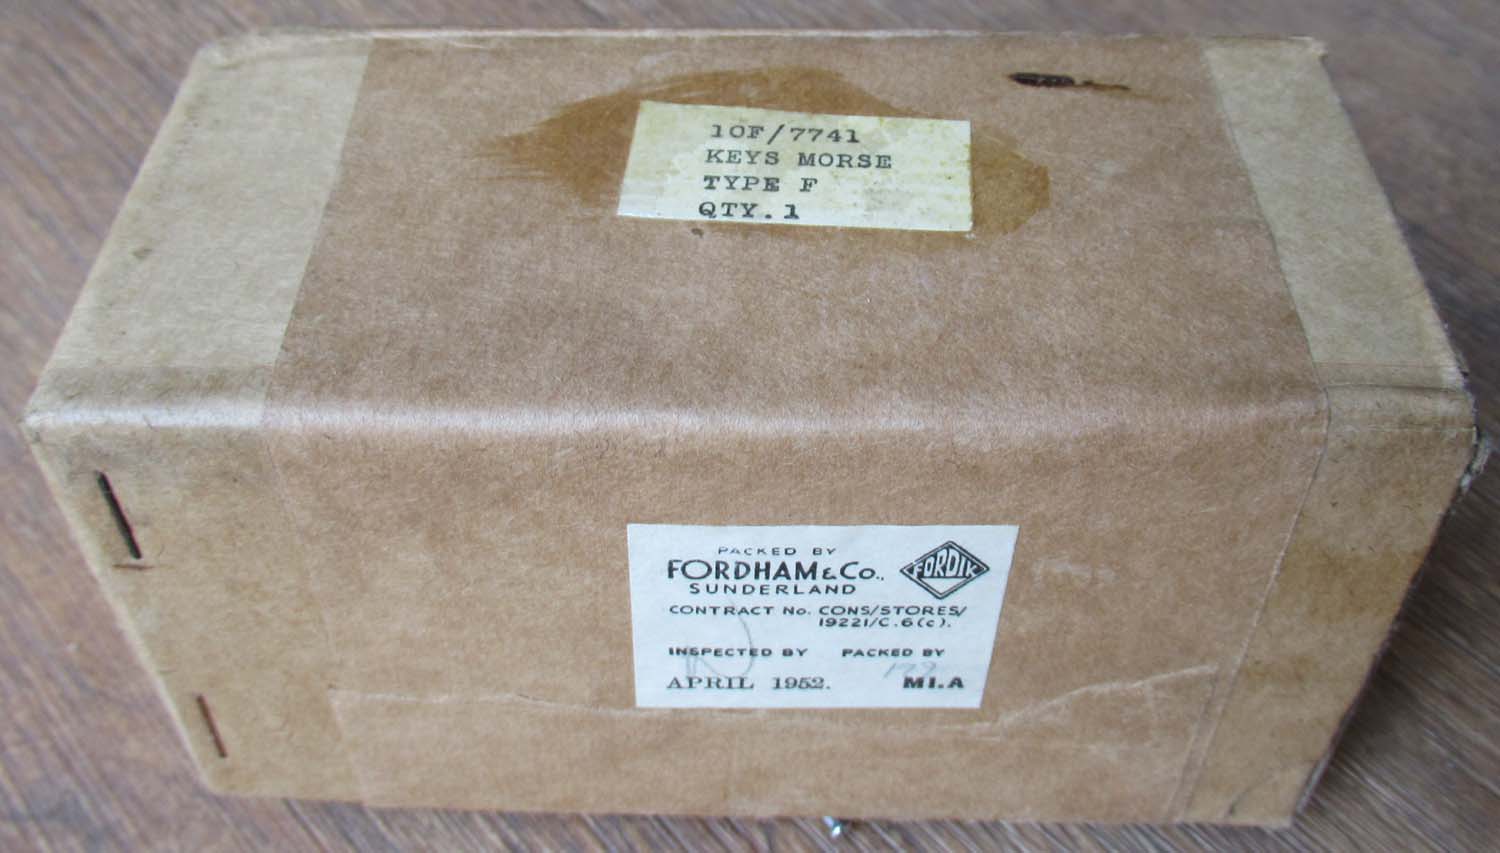 10F/7741
KEYS MORSE
TYPE F
QTY. 1
PACKED BY
FORDHAM & Co.,
SUNDERLAND
FORDIK
CONTRACT No. CONS/STORES/
19221/C.6(c).
INSPECTED BY PACKED BY
APRIL 1952. MI.A